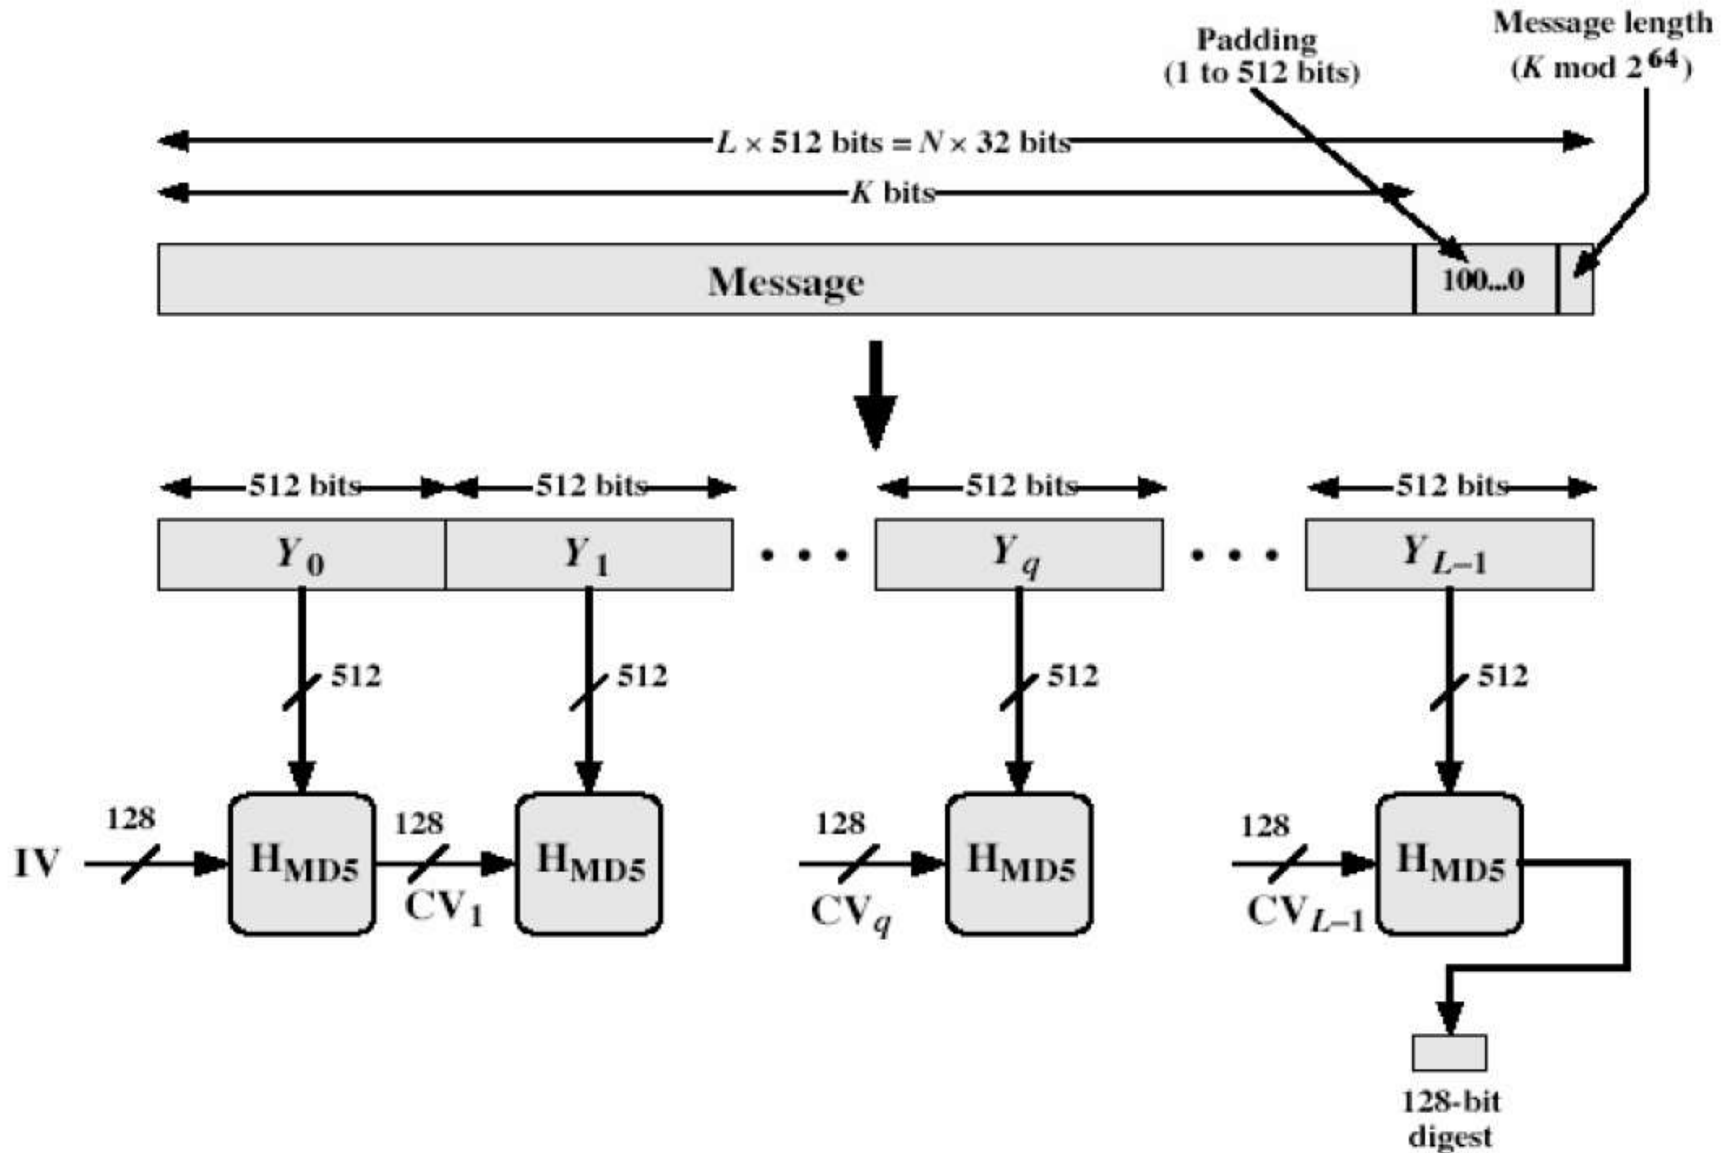 Padding
(1 to 512 bits)
Message length
(K mod 2^64)
L × 512 bits = N × 32 bits
K bits
Message
100...0
512 bits 512 bits 512 bits 512 bits
Y0 Y1 • • • Yq • • • YL–1
512 512 512 512
128 128 128 128
IV HMD5 HMD5 HMD5 HMD5
CV1 CVq CVL–1
128-bit
digest